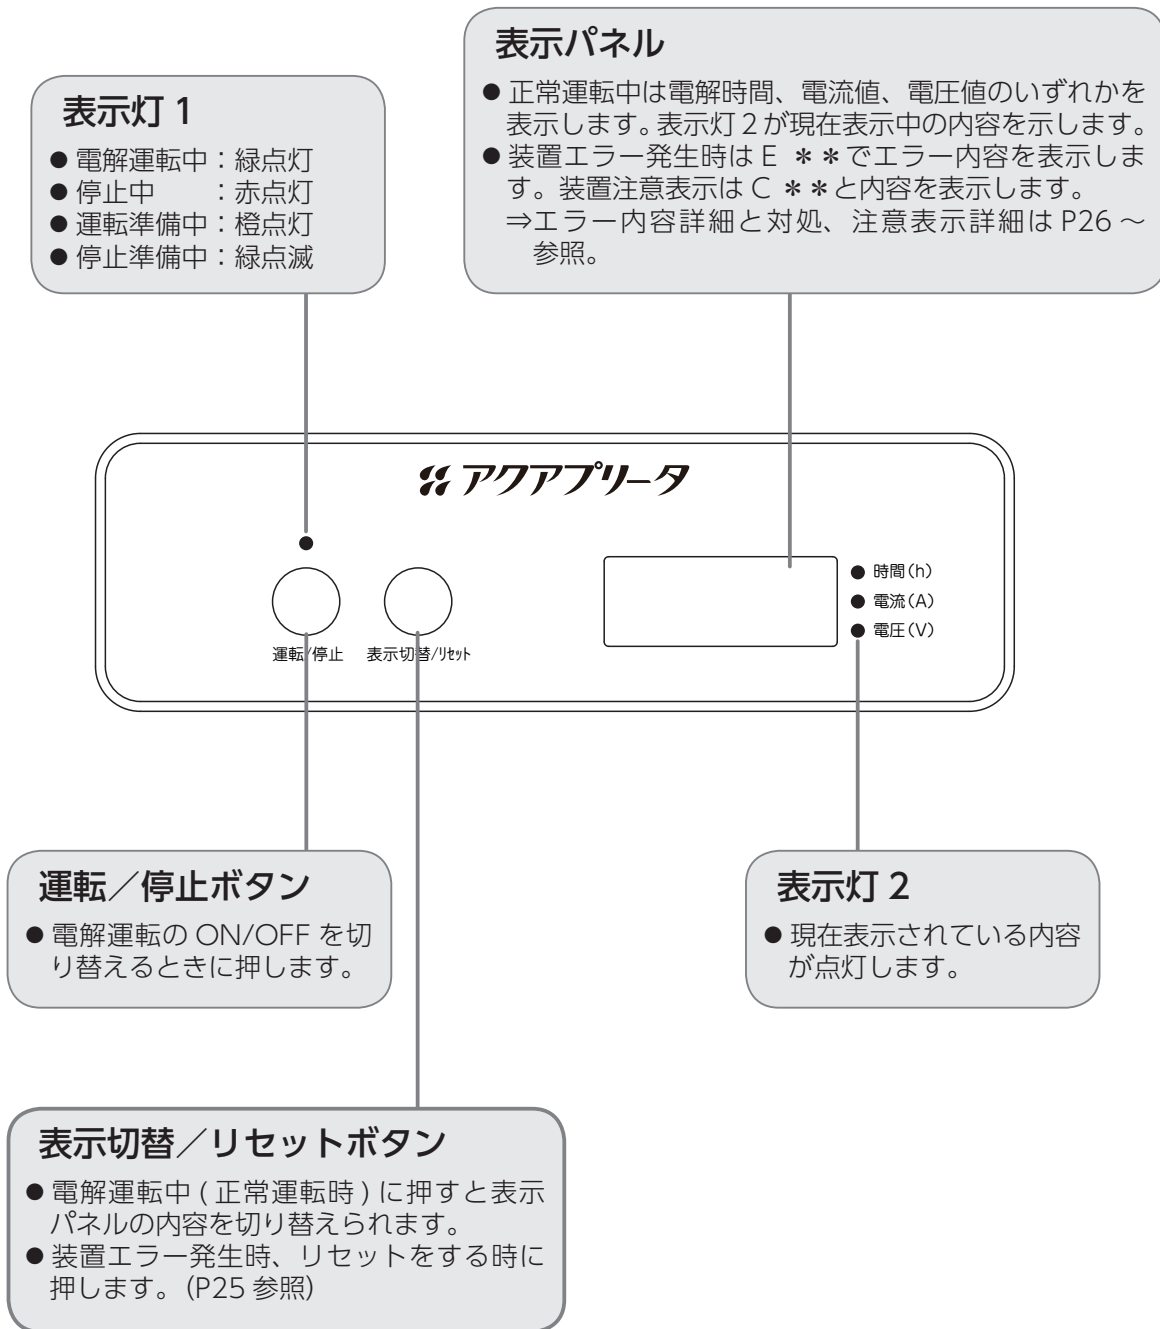 表示パネル
● 正常運転中は電解時間、電流値、電圧値のいずれかを
表示します。表示灯 2 が現在表示中の内容を示します。
● 装置エラー発生時は E ＊＊でエラー内容を表示しま
す。装置注意表示は C ＊＊と内容を表示します。
⇒エラー内容詳細と対処、注意表示詳細は P26 ～
参照。
表示灯 1
● 電解運転中：緑点灯
● 停止中　　：赤点灯
● 運転準備中：橙点灯
● 停止準備中：緑点滅
アクアプリータ
● 時間(h)
● 電流(A)
● 電圧(V)
運転/停止
表示切替/リセット
運転／停止ボタン
● 電解運転の ON/OFF を切
り替えるときに押します。
表示灯 2
● 現在表示されている内容
が点灯します。
表示切替／リセットボタン
● 電解運転中 ( 正常運転時 ) に押すと表示
パネルの内容を切り替えられます。
● 装置エラー発生時、リセットをする時に
押します。(P25 参照)